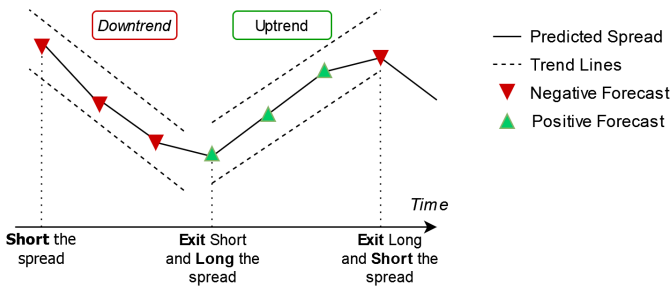 Downtrend
Uptrend
Predicted Spread
Trend Lines
Negative Forecast
Positive Forecast
Time
Short the
spread
Exit Short
and Long the
spread
Exit Long
and Short the
spread